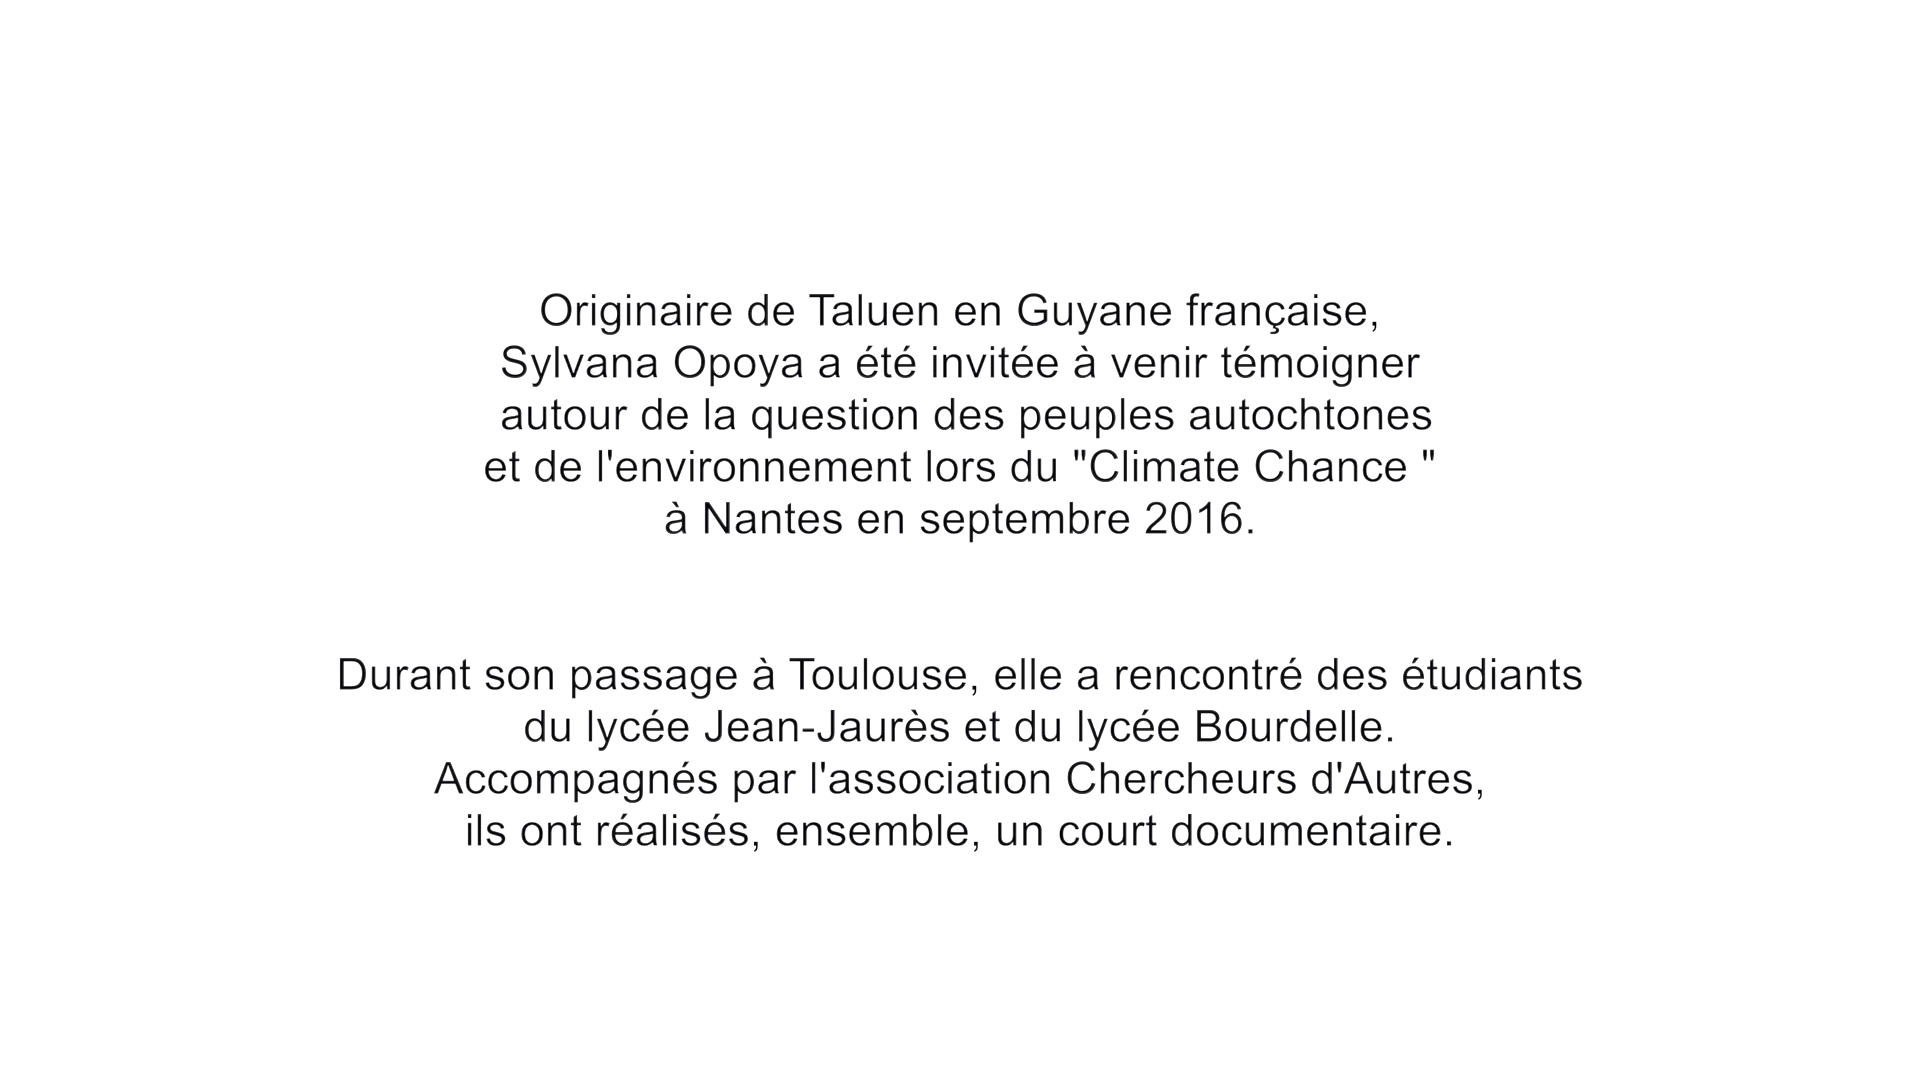 Originaire de Taluen en Guyane française,
Sylvana Opoya a été invitée à venir témoigner
autour de la question des peuples autochtones
et de l'environnement lors du "Climate Chance "
à Nantes en septembre 2016.
Durant son passage à Toulouse, elle a rencontré des étudiants
du lycée Jean-Jaurès et du lycée Bourdelle.
Accompagnés par l'association Chercheurs d'Autres,
ils ont réalisés, ensemble, un court documentaire.